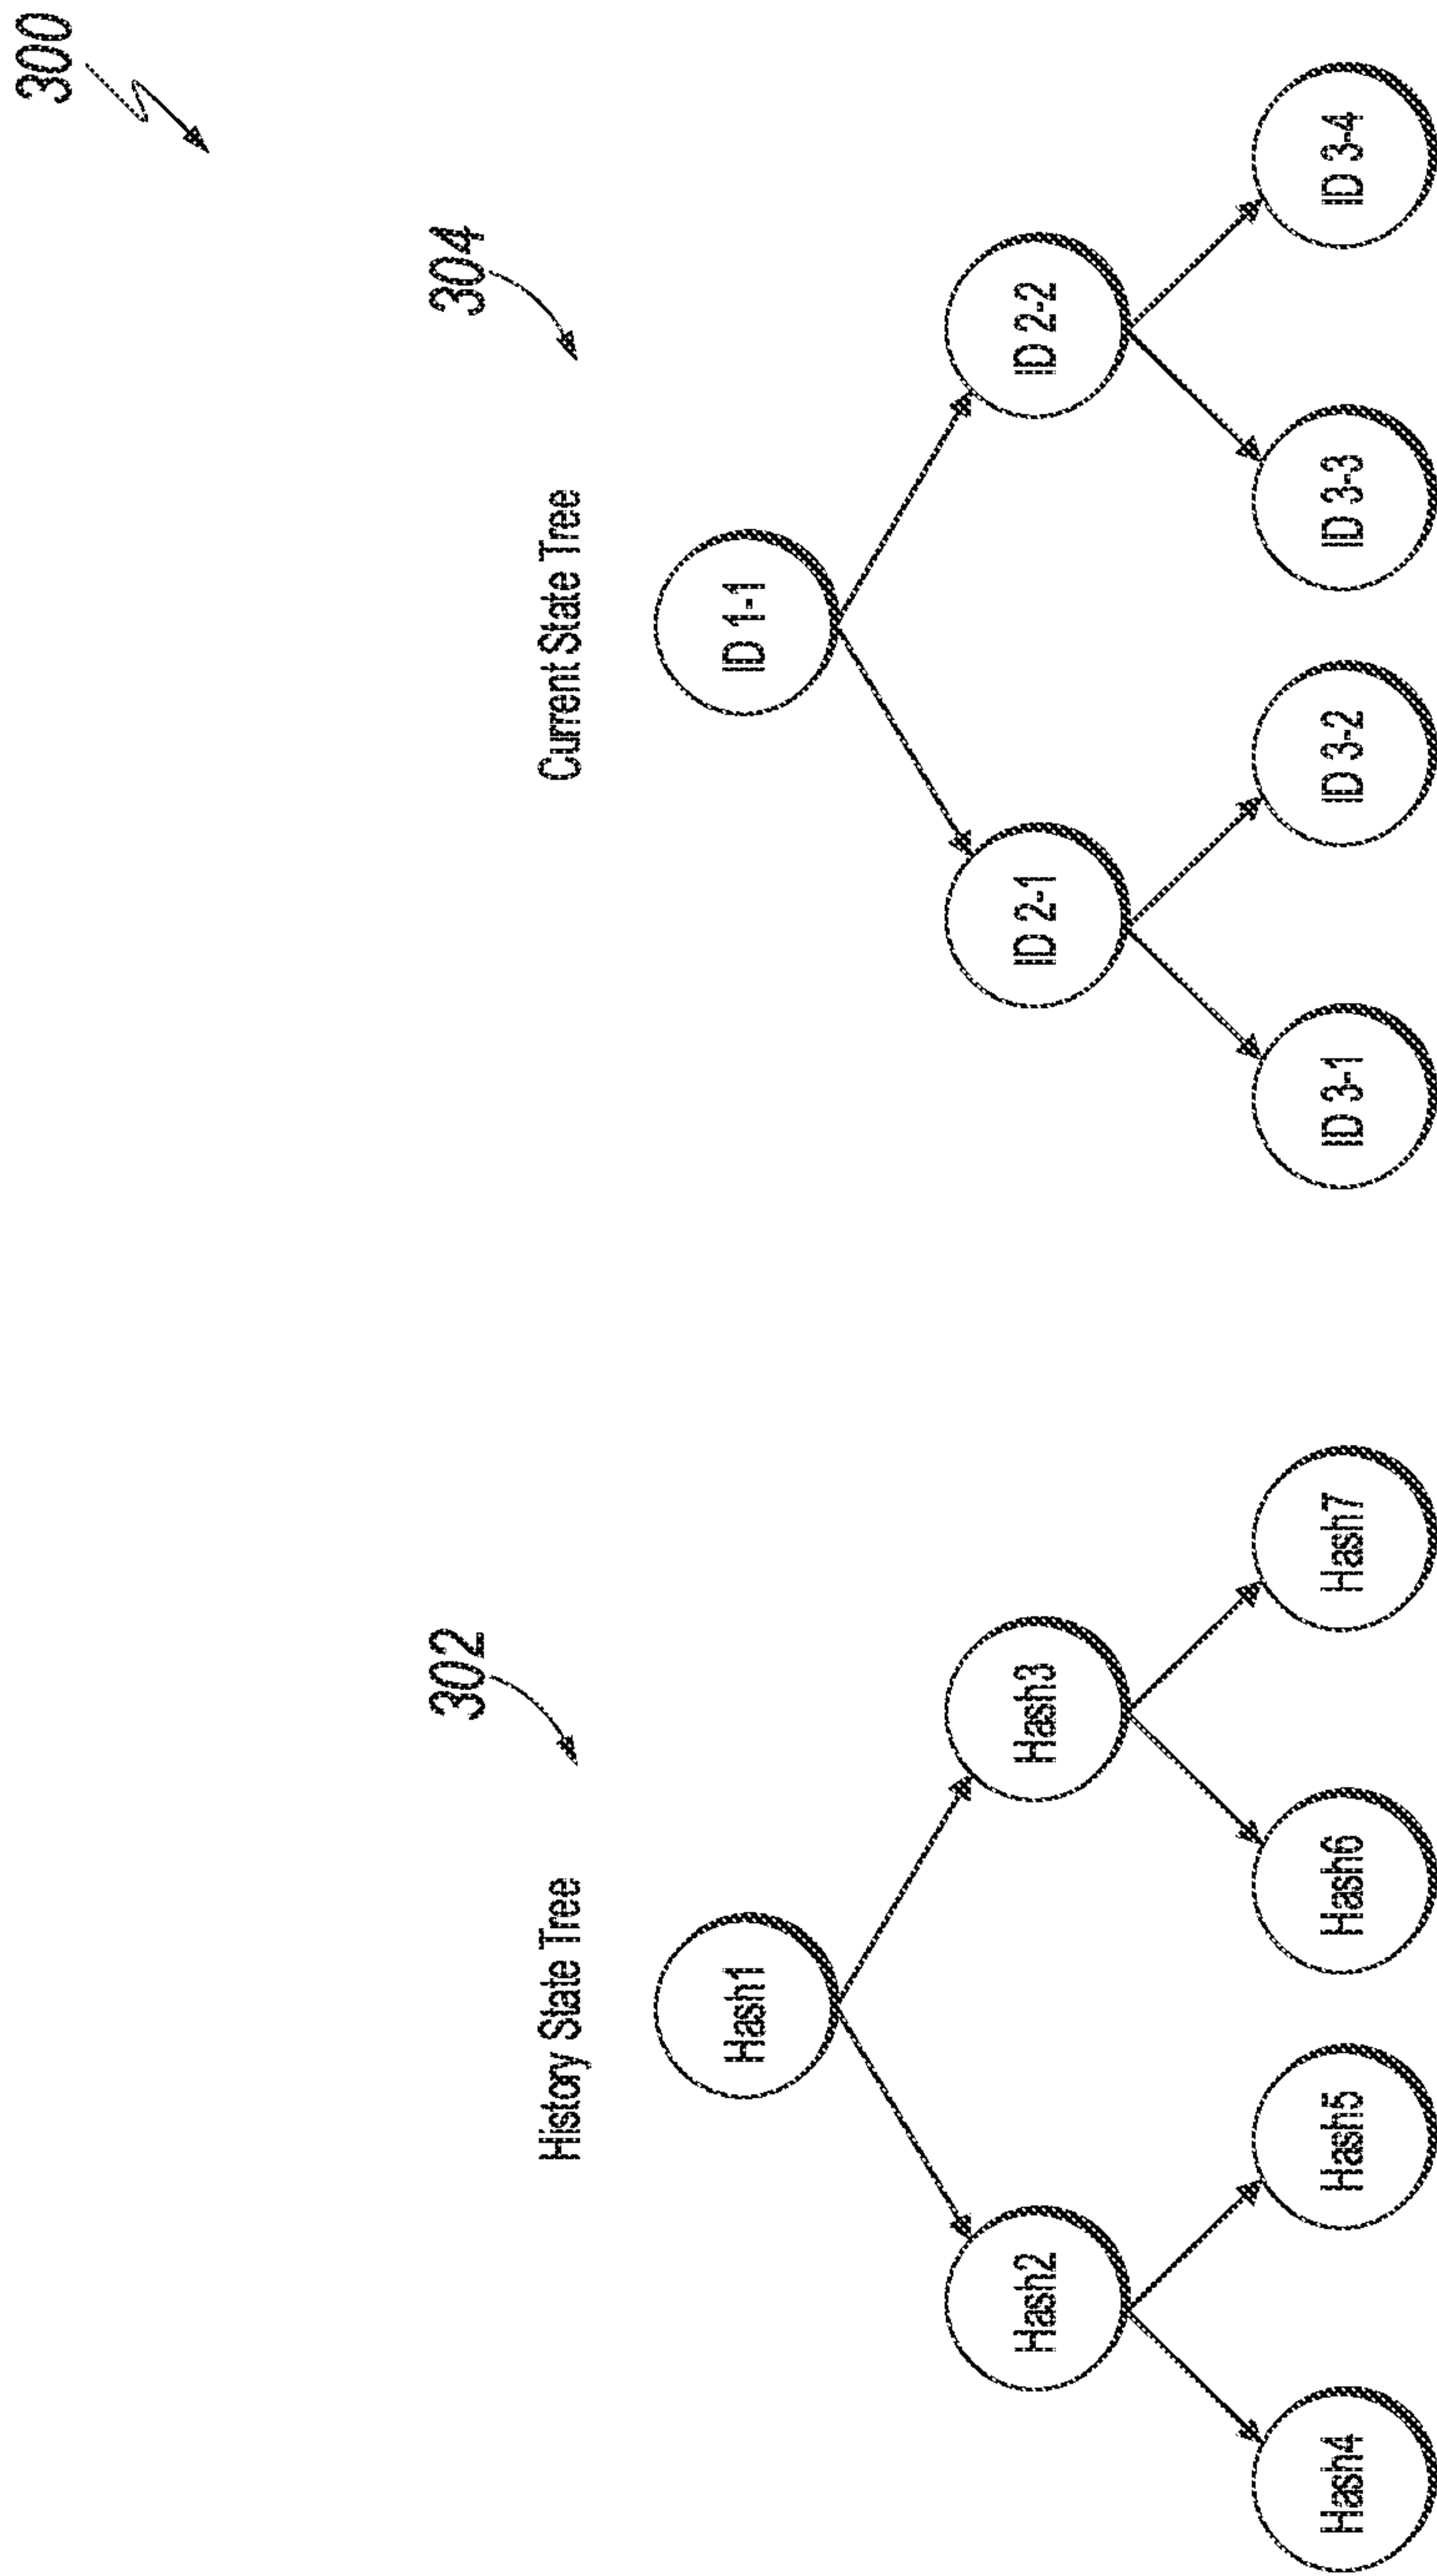 300
302
304
History State Tree
Current State Tree
Hash1
ID 1-1
Hash2
Hash3
ID 2-1
ID 2-2
Hash4
Hash5
Hash6
Hash7
ID 3-1
ID 3-2
ID 3-3
ID 3-4